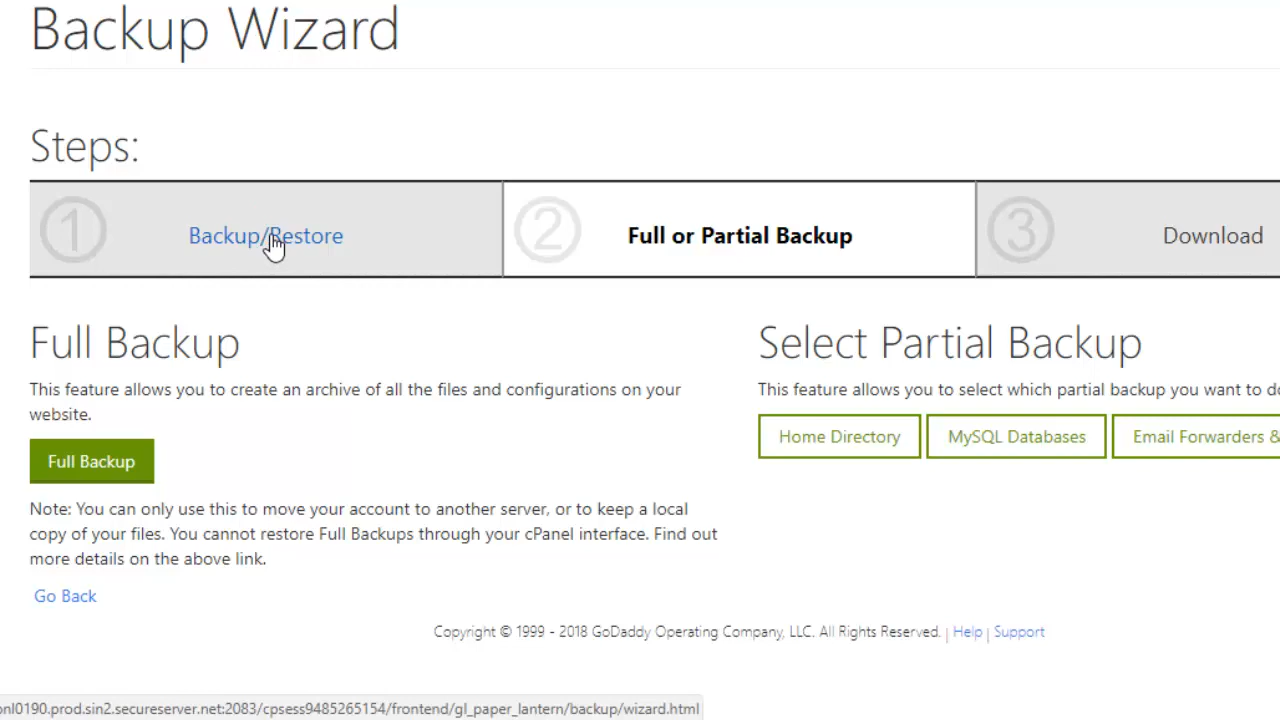 Backup Wizard
Steps:
1 Backup/Restore
2 Full or Partial Backup
3 Download
Full Backup
This feature allows you to create an archive of all the files and configurations on your
website.
Full Backup
Note: You can only use this to move your account to another server, or to keep a local
copy of your files. You cannot restore Full Backups through your cPanel interface. Find out
more details on the above link.
Go Back
Select Partial Backup
This feature allows you to select which partial backup you want to do
Home Directory
MySQL Databases
Email Forwarders &
Copyright © 1999 - 2018 GoDaddy Operating Company, LLC. All Rights Reserved. | Help | Support
onl0190.prod.sin2.secureserver.net:2083/cpsess9485265154/frontend/gl_paper_lantern/backup/wizard.html